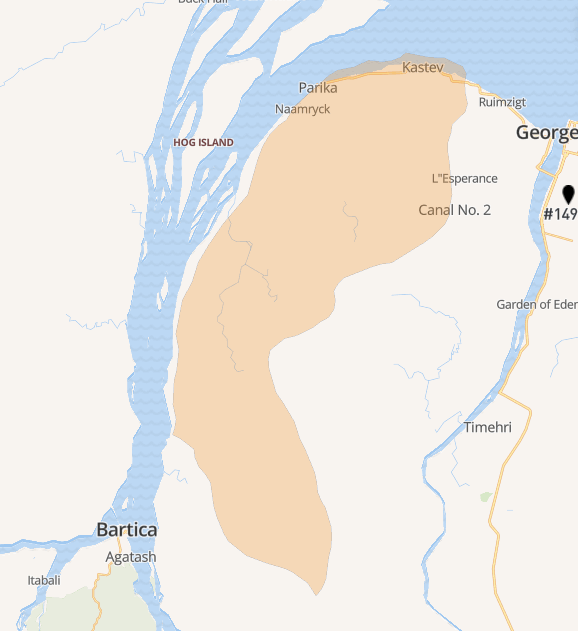 Kastev
Parika
Ruimzigt
Naamryck
George
HOG ISLAND
L"Esperance
Canal No. 2
#149
Garden of Eden
Timehri
Bartica
Agatash
Itabali